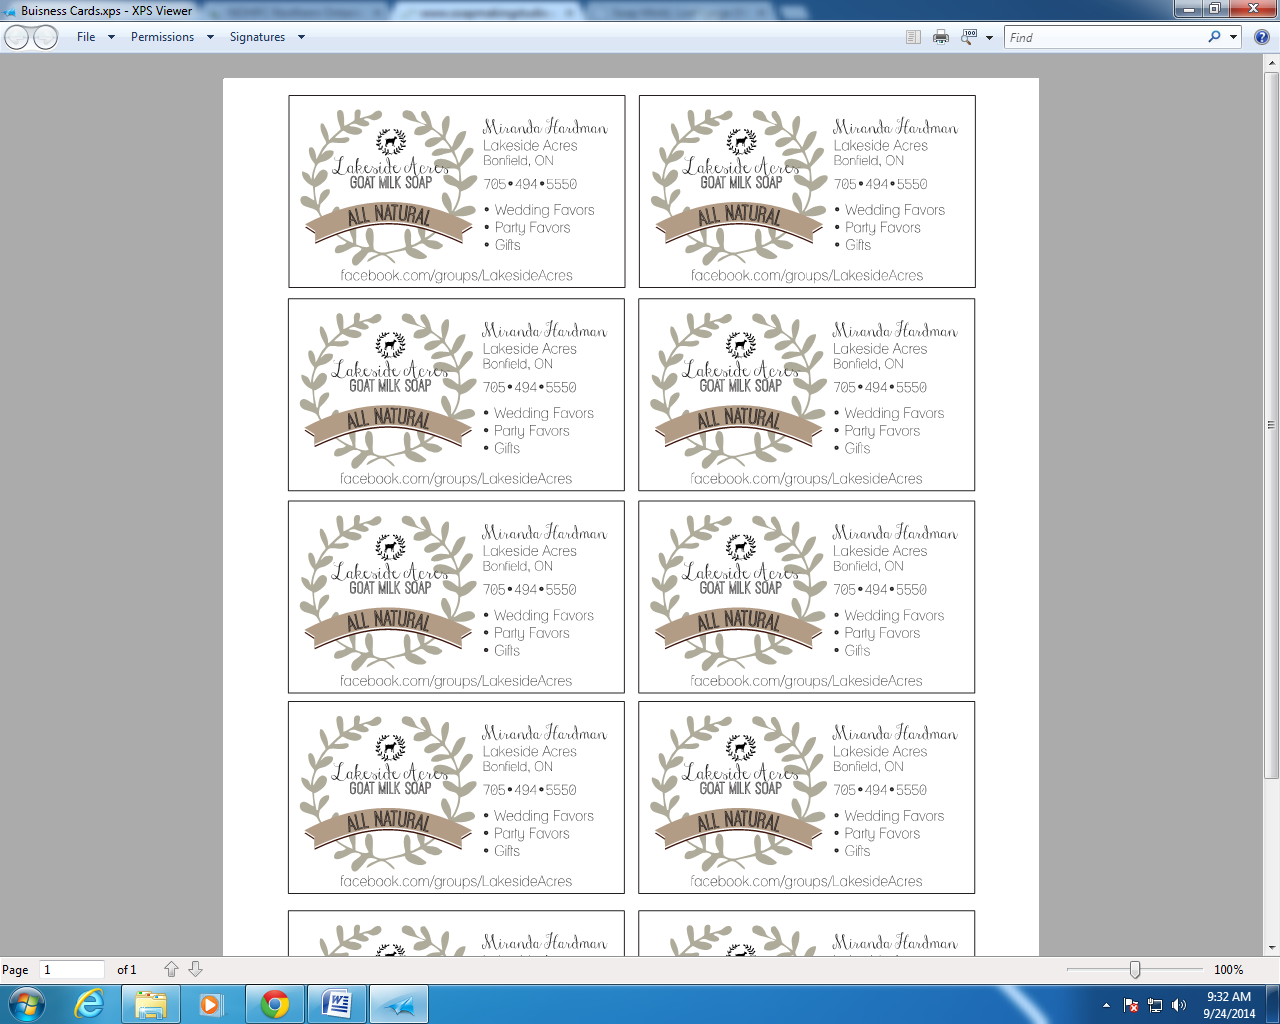 Buisness Cards.xps - XPS Viewer
File Permissions Signatures
Find
Miranda Hardman
Lakeside Acres
Bonfield, ON
705•494•5550
• Wedding Favors
• Party Favors
• Gifts
Lakeside Acres
GOAT MILK SOAP
ALL NATURAL
facebook.com/groups/LakesideAcres
Miranda Hardman
Lakeside Acres
Bonfield, ON
705•494•5550
• Wedding Favors
• Party Favors
• Gifts
Lakeside Acres
GOAT MILK SOAP
ALL NATURAL
facebook.com/groups/LakesideAcres
Miranda Hardman
Lakeside Acres
Bonfield, ON
705•494•5550
• Wedding Favors
• Party Favors
• Gifts
Lakeside Acres
GOAT MILK SOAP
ALL NATURAL
facebook.com/groups/LakesideAcres
Miranda Hardman
Lakeside Acres
Bonfield, ON
705•494•5550
• Wedding Favors
• Party Favors
• Gifts
Lakeside Acres
GOAT MILK SOAP
ALL NATURAL
facebook.com/groups/LakesideAcres
Miranda Hardman
Lakeside Acres
Bonfield, ON
705•494•5550
• Wedding Favors
• Party Favors
• Gifts
Lakeside Acres
GOAT MILK SOAP
ALL NATURAL
facebook.com/groups/LakesideAcres
Miranda Hardman
Lakeside Acres
Bonfield, ON
705•494•5550
• Wedding Favors
• Party Favors
• Gifts
Lakeside Acres
GOAT MILK SOAP
ALL NATURAL
facebook.com/groups/LakesideAcres
Miranda Hardman
Lakeside Acres
Bonfield, ON
705•494•5550
• Wedding Favors
• Party Favors
• Gifts
Lakeside Acres
GOAT MILK SOAP
ALL NATURAL
facebook.com/groups/LakesideAcres
Miranda Hardman
Lakeside Acres
Bonfield, ON
705•494•5550
• Wedding Favors
• Party Favors
• Gifts
Lakeside Acres
GOAT MILK SOAP
ALL NATURAL
facebook.com/groups/LakesideAcres
Miranda Hardman
Miranda Hardman
Page 1 of 1
100%
9:32 AM
9/24/2014